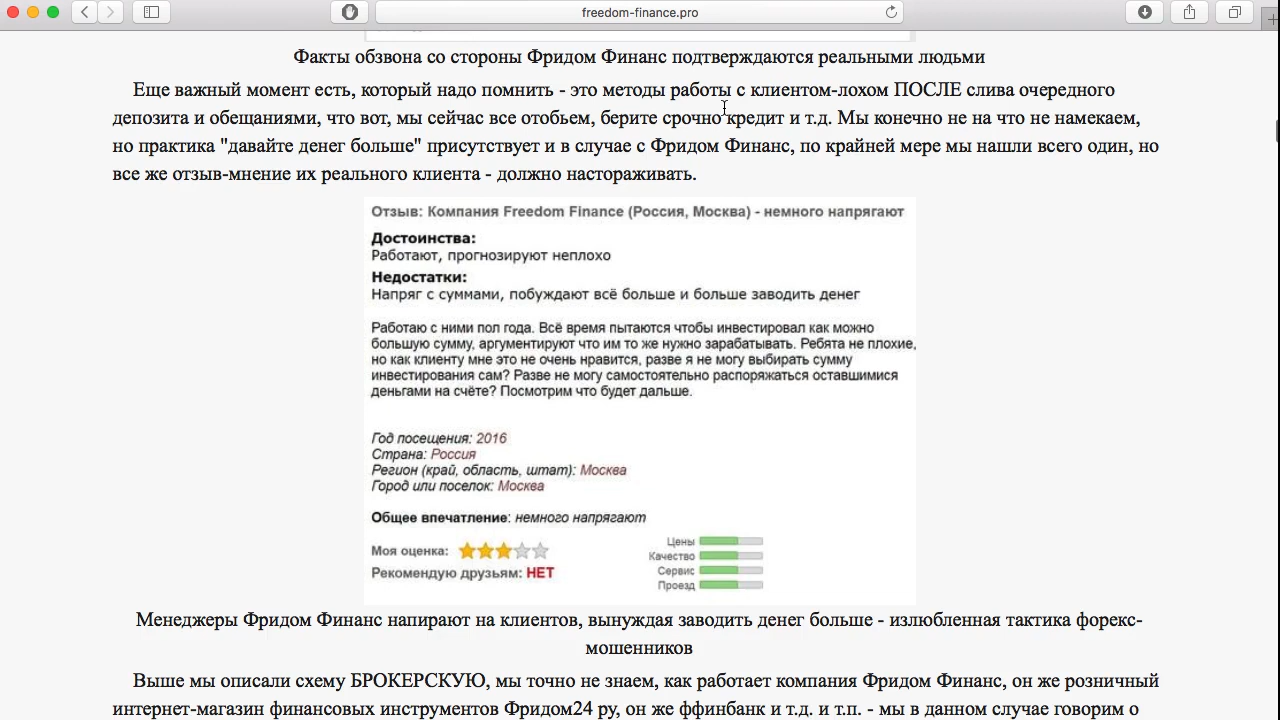 freedom-finance.pro
Факты обзвона со стороны Фридом Финанс подтверждаются реальными людьми
Еще важный момент есть, который надо помнить - это методы работы с клиентом-лохом ПОСЛЕ слива очередного
депозита и обещаниями, что вот, мы сейчас все отобьем, берите срочно кредит и т.д. Мы конечно не на что не намекаем,
но практика "давайте денег больше" присутствует и в случае с Фридом Финанс, по крайней мере мы нашли всего один, но
все же отзыв-мнение их реального клиента - должно настораживать.
Отзыв: Компания Freedom Finance (Россия, Москва) - немного напрягают
Достоинства:
Работают, прогнозируют неплохо
Недостатки:
Напряг с суммами, побуждают всё больше и больше заводить денег
Работаю с ними пол года. Всё время пытаются чтобы инвестировал как можно
большую сумму, аргументируют что им то же нужно зарабатывать. Ребята не плохие,
но как клиенту мне это не очень нравится, разве я не могу выбирать сумму
инвестирования сам? Разве не могу самостоятельно распоряжаться оставшимися
деньгами на счёте? Посмотрим что будет дальше.
Год посещения: 2016
Страна: Россия
Регион (край, область, штат): Москва
Город или поселок: Москва
Общее впечатление: немного напрягают
Моя оценка:
Рекомендую друзьям: НЕТ
Цены
Качество
Сервис
Проезд
Менеджеры Фридом Финанс напирают на клиентов, вынуждая заводить денег больше - излюбленная тактика форекс-
мошенников
Выше мы описали схему БРОКЕРСКУЮ, мы точно не знаем, как работает компания Фридом Финанс, он же розничный
интернет-магазин финансовых инструментов Фридом24 ру, он же ффинбанк и т.д. и т.п. - мы в данном случае говорим о